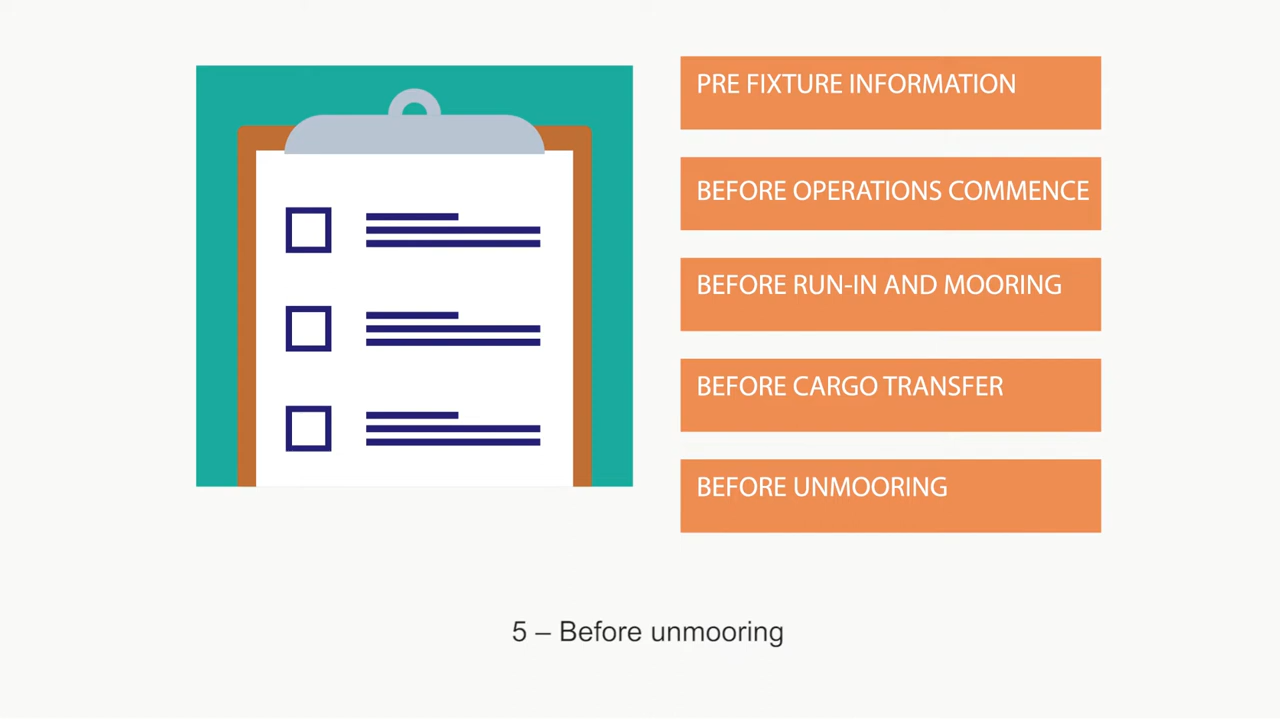 PRE FIXTURE INFORMATION
BEFORE OPERATIONS COMMENCE
BEFORE RUN-IN AND MOORING
BEFORE CARGO TRANSFER
BEFORE UNMOORING
5 – Before unmooring